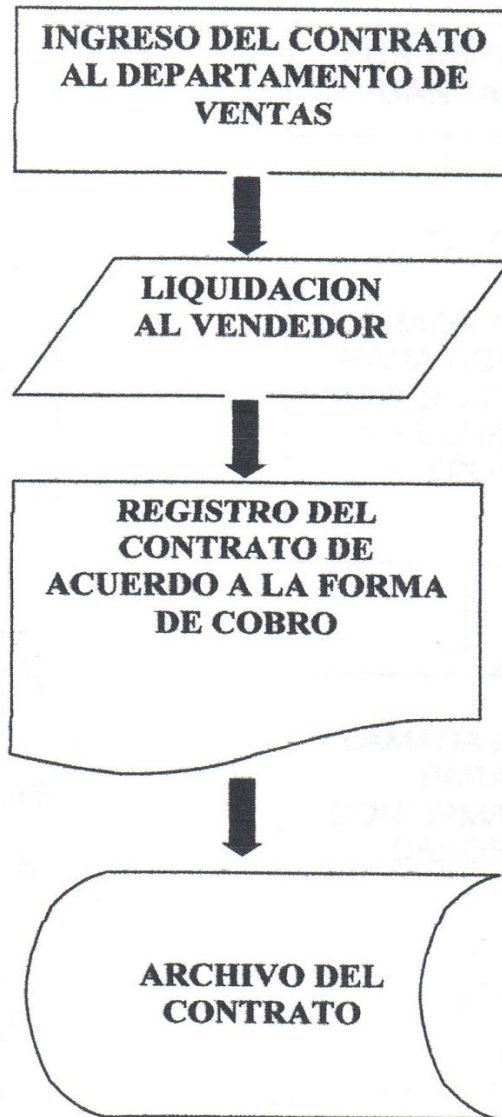 INGRESO DEL CONTRATO
AL DEPARTAMENTO DE
VENTAS
LIQUIDACION
AL VENDEDOR
REGISTRO DEL
CONTRATO DE
ACUERDO A LA FORMA
DE COBRO
ARCHIVO DEL
CONTRATO